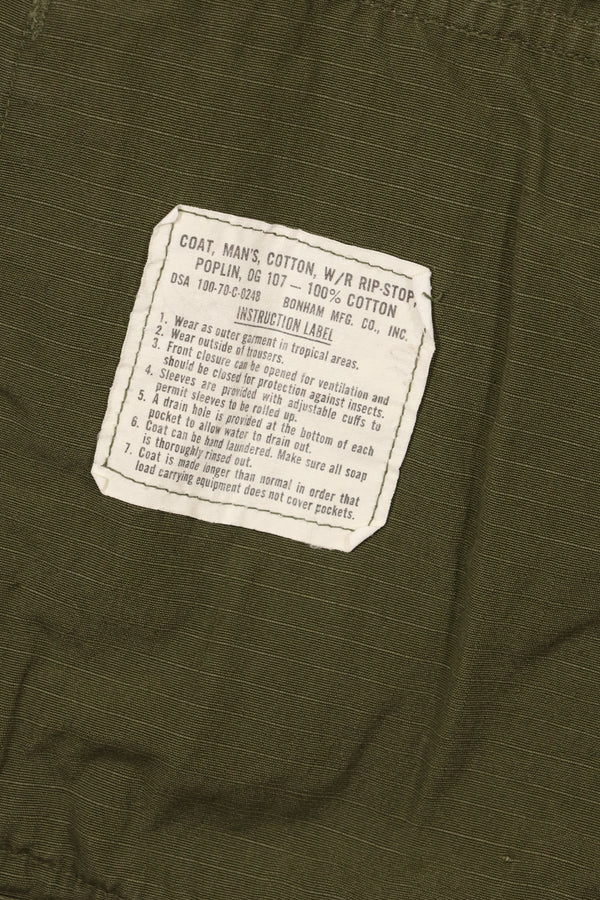 COAT, MAN'S, COTTON, W/R RIP-STOP,
POPLIN, OG 107 — 100% COTTON
DSA 100-70-C-0248 BONHAM MFG. CO., INC.
INSTRUCTION LABEL
1. Wear as outer garment in tropical areas.
2. Wear outside of trousers.
3. Front closure can be opened for ventilation and
should be closed for protection against insects.
4. Sleeves are provided with adjustable cuffs to
permit sleeves to be rolled up.
5. A drain hole is provided at the bottom of each
pocket to allow water to drain out.
6. Coat can be hand laundered. Make sure all soap
is thoroughly rinsed out.
7. Coat is made longer than normal in order that
load carrying equipment does not cover pockets.